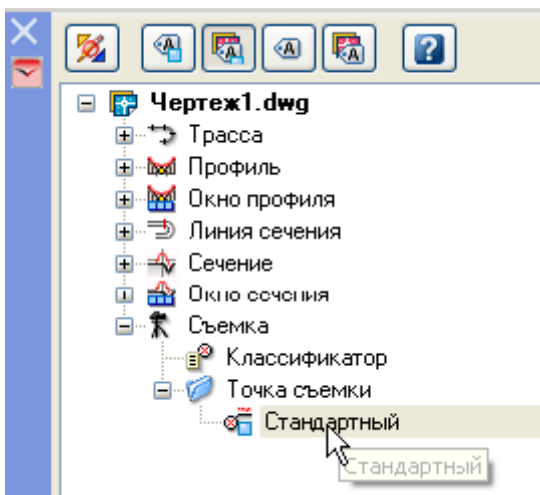 Чертеж1.dwg
Трасса
Профиль
Окно профиля
Линия сечения
Сечение
Окно сечения
Съемка
Классификатор
Точка съемки
Стандартный
Стандартный